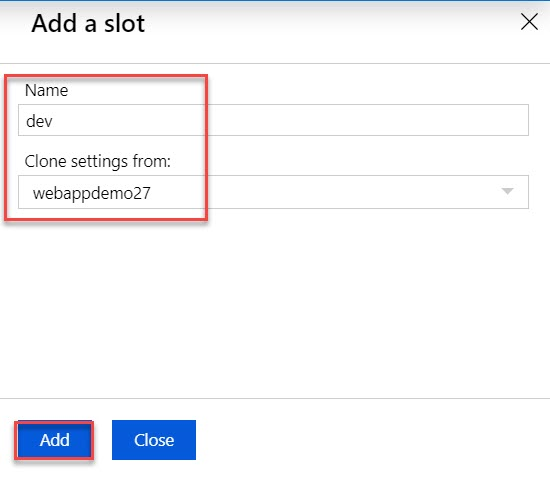 Add a slot
Name
dev
Clone settings from:
webappdemo27
Add Close